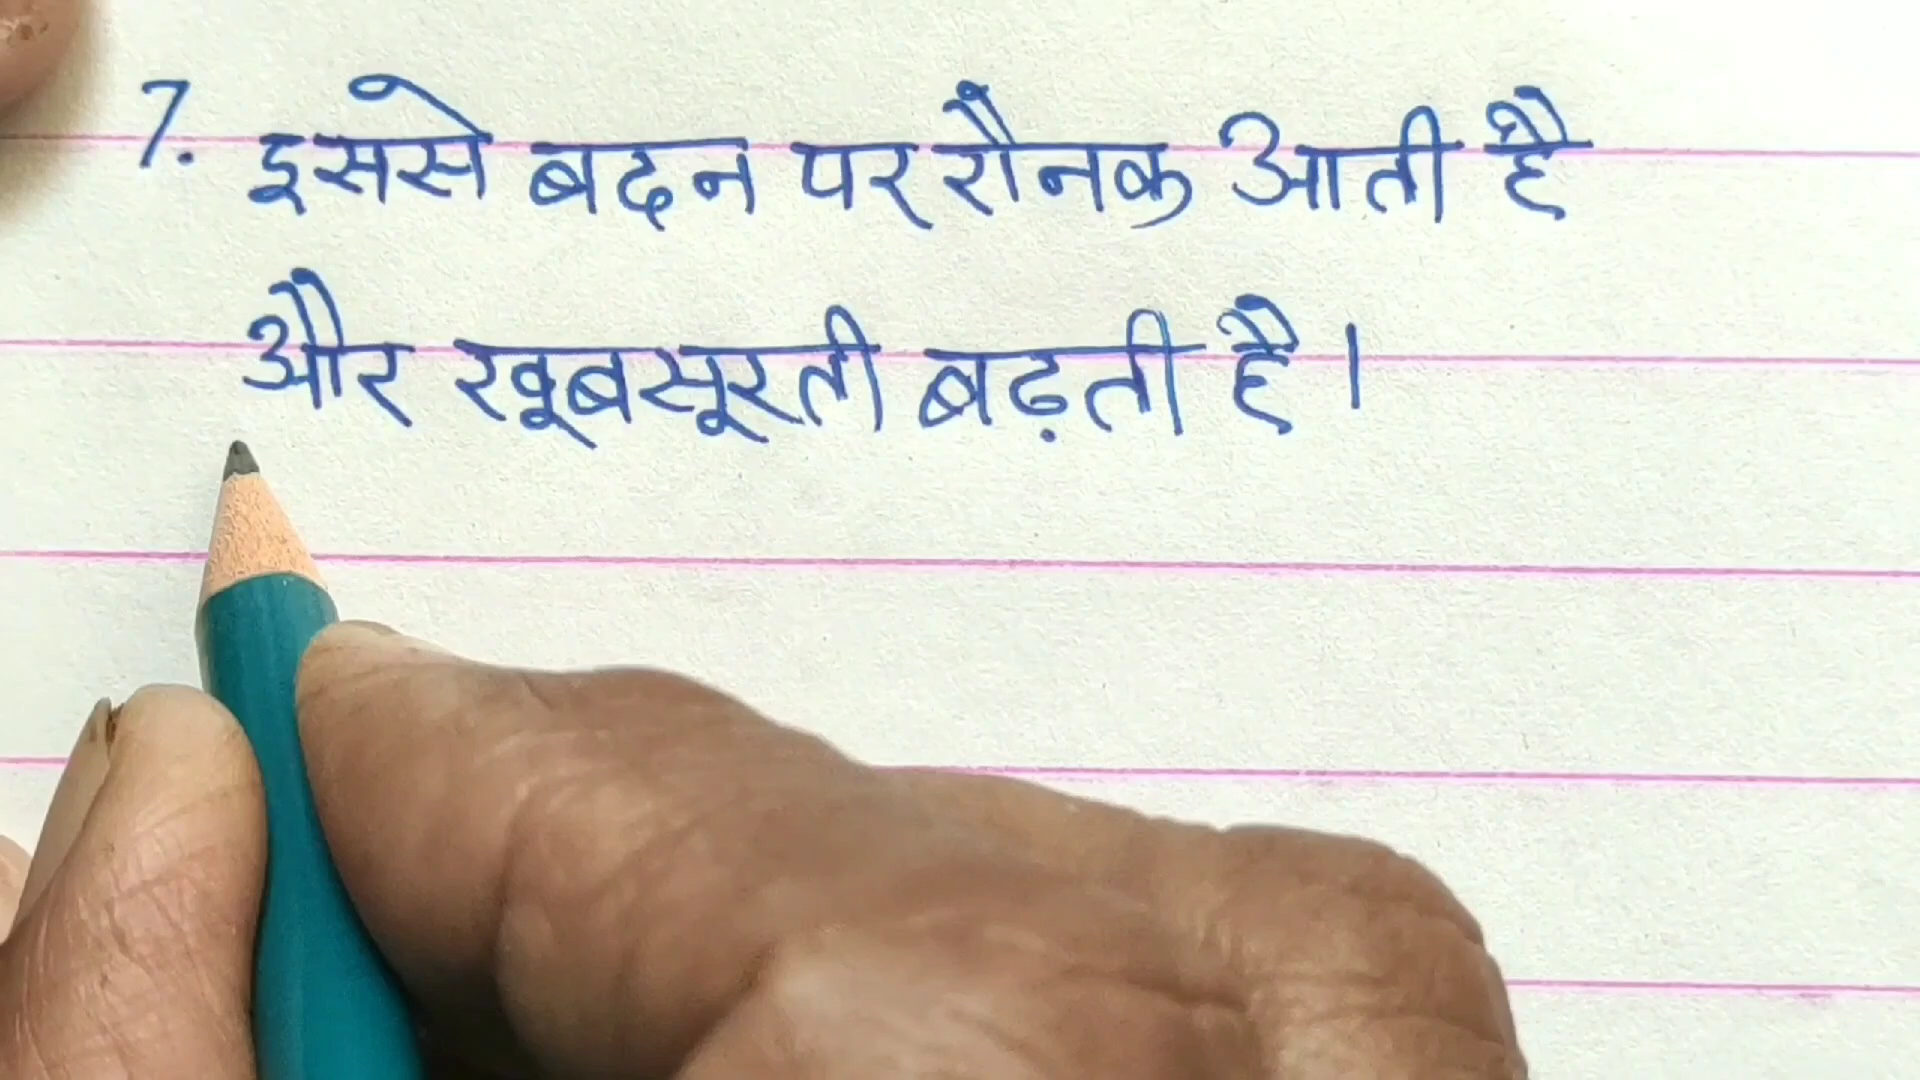 7. इससे बदन पर रौनक आती है
और खूबसूरती बढ़ती है।